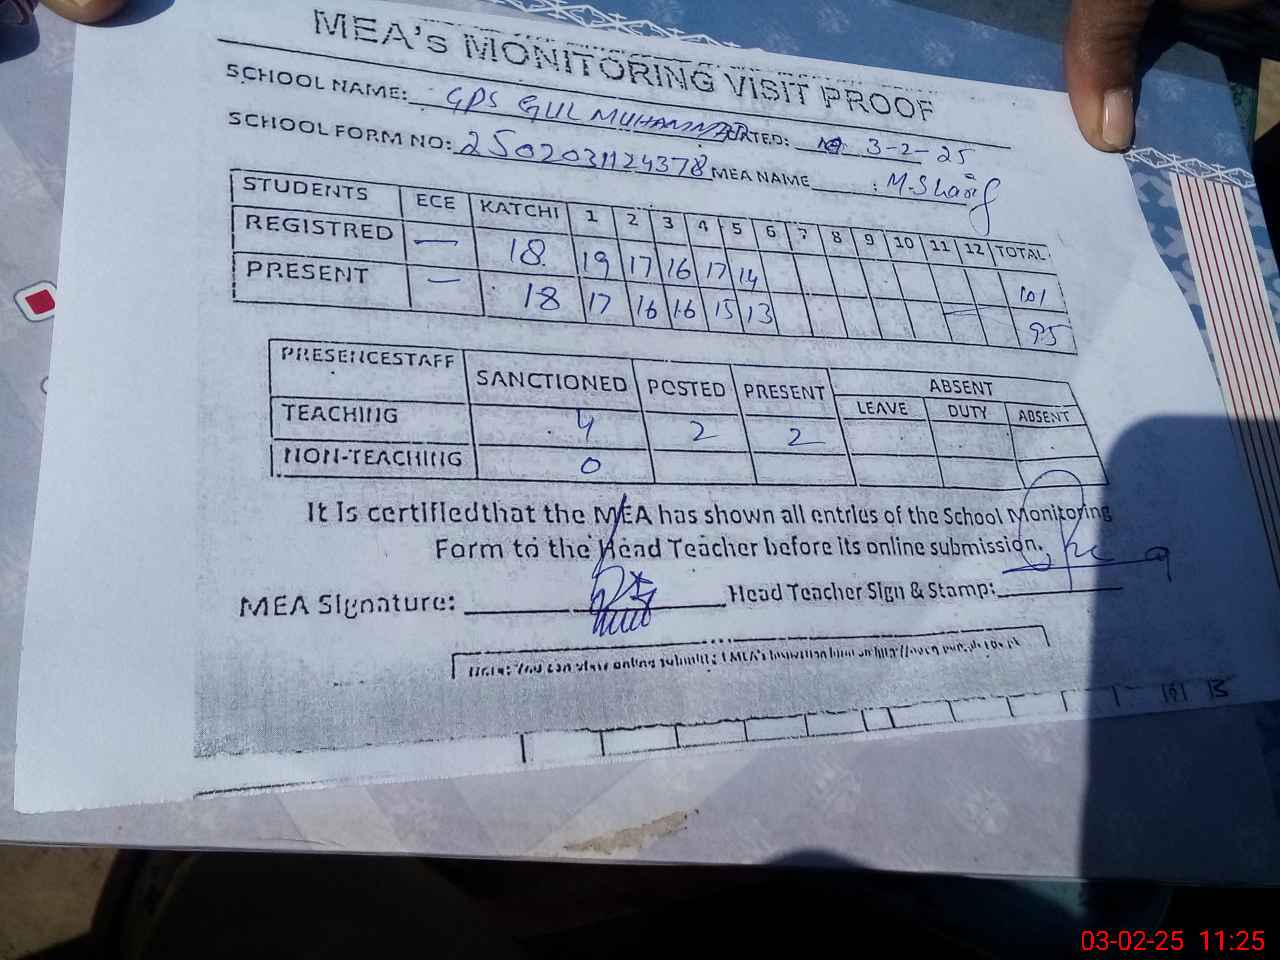 MEA's MONITORING VISIT PROOF
SCHOOL NAME: GPS GUL MUHAMMAD DATED: 3-2-25
SCHOOL FORM NO: 2502031124378 MEA NAME : M. Sharif
STUDENTS ECE KATCHI 1 2 3 4 5 6 7 8 9 10 11 12 TOTAL
REGISTRED — 18 19 17 16 17 14 101
PRESENT — 18 17 16 16 15 13 95
PRESENCESTAFF SANCTIONED POSTED PRESENT ABSENT
LEAVE DUTY ABSENT
TEACHING 4 2 2
NON-TEACHING 0
It Is certified that the MEA has shown all entries of the School Monitoring
Form to the Head Teacher before its online submission.
MEA Signature: Head Teacher Sign & Stamp:
03-02-25 11:25